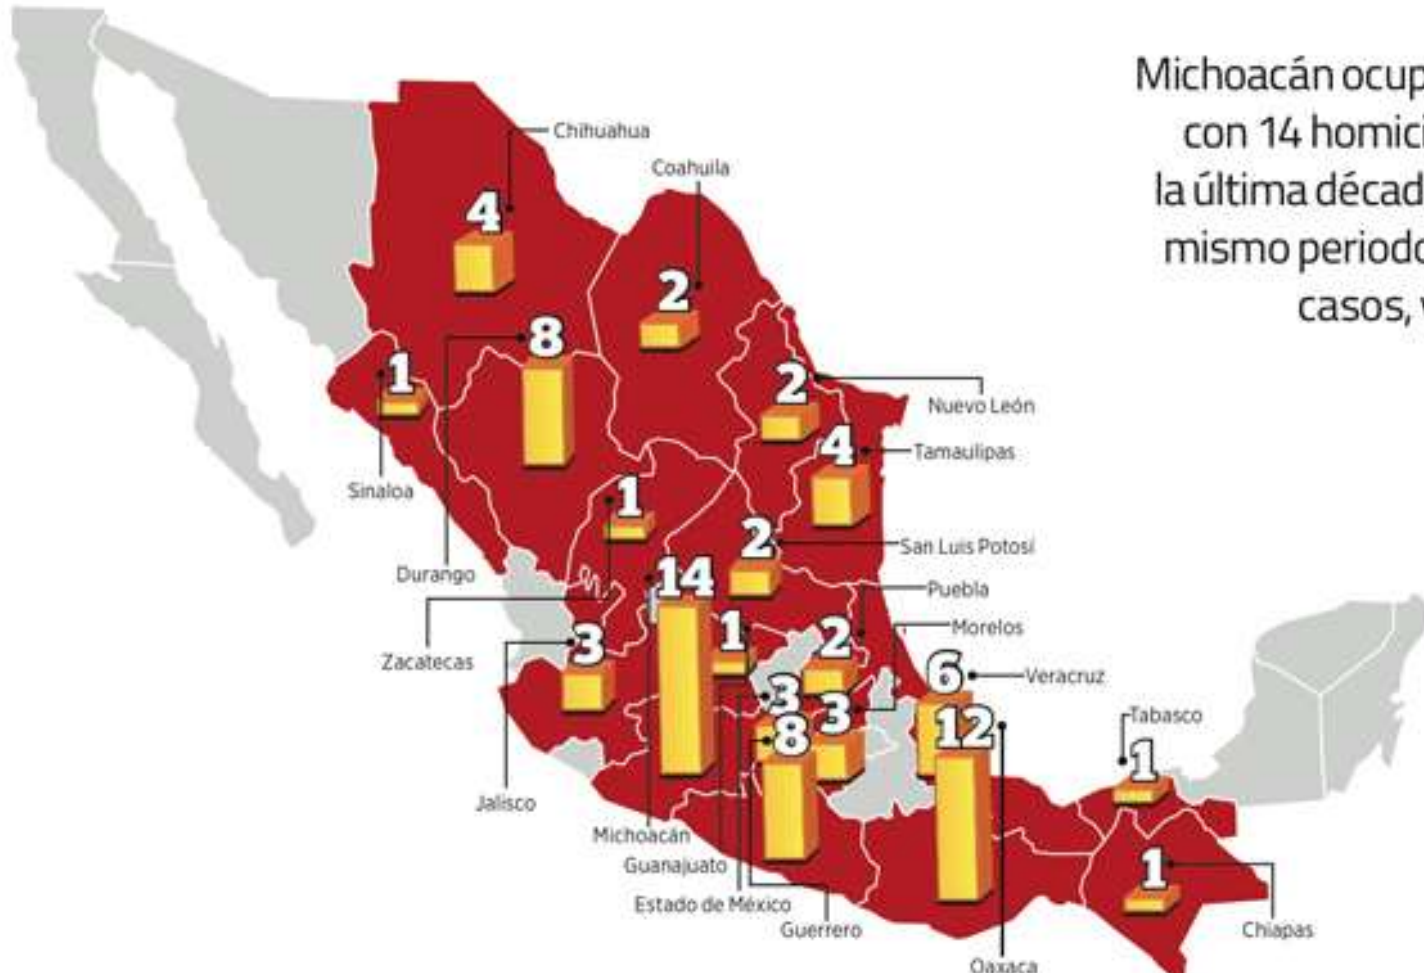 Michoacán ocup
con 14 homici
la última décad
mismo periodo
casos,
Chihuahua
4
Coahuila
2
8
1
2
Nuevo León
4
Tamaulipas
Sinaloa
1
2
San Luis Potosí
Durango
14
Puebla
1
2
Morelos
3
Zacatecas
6
Veracruz
3
3
12
Tabasco
8
1
Jalisco
Michoacán
Guanajuato
1
Estado de México
Guerrero
Chiapas
Oaxaca